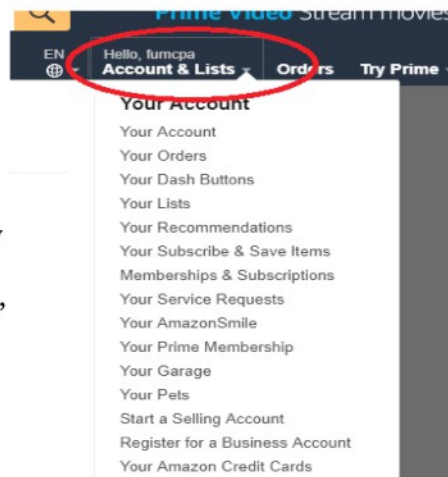 Prime Video Stream movies
EN
Hello, fumcpa
Account & Lists
Orders
Try Prime
Your Account
Your Account
Your Orders
Your Dash Buttons
Your Lists
Your Recommendations
Your Subscribe & Save Items
Memberships & Subscriptions
Your Service Requests
Your AmazonSmile
Your Prime Membership
Your Garage
Your Pets
Start a Selling Account
Register for a Business Account
Your Amazon Credit Cards